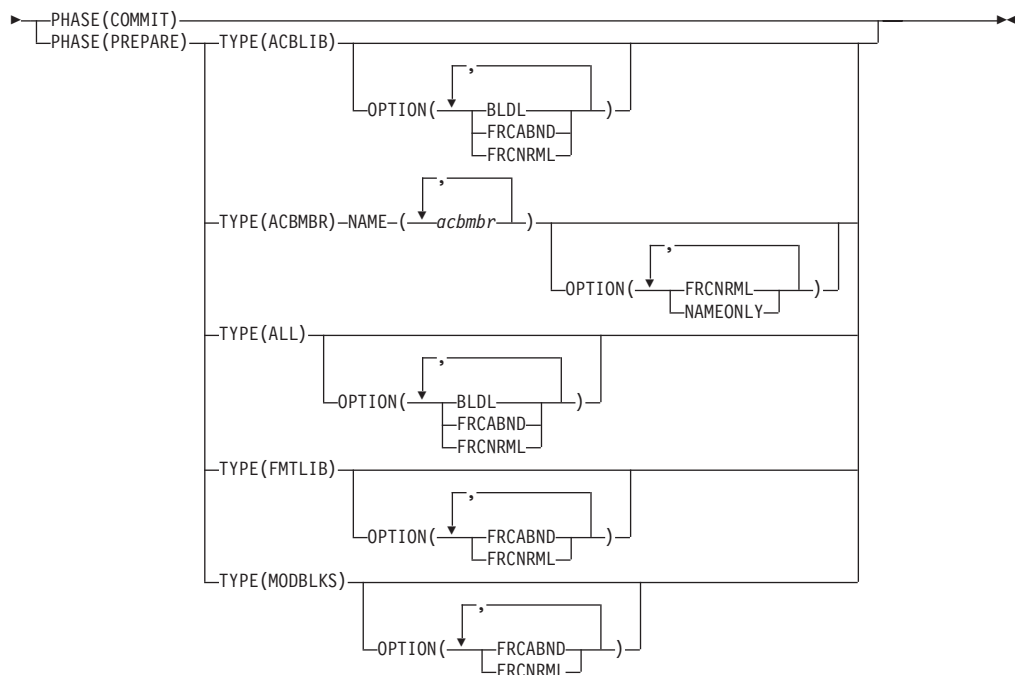 PHASE(COMMIT)
PHASE(PREPARE) TYPE(ACBLIB)
,
OPTION( BLDL )
FRCABND
FRCNRML
,
TYPE(ACBMBR) NAME ( acbmbr )
,
OPTION( FRCNRML )
NAMEONLY
TYPE(ALL)
,
OPTION( BLDL )
FRCABND
FRCNRML
TYPE(FMTLIB)
,
OPTION( FRCABND )
FRCNRML
TYPE(MODBLKS)
,
OPTION( FRCABND )
FRCNRML